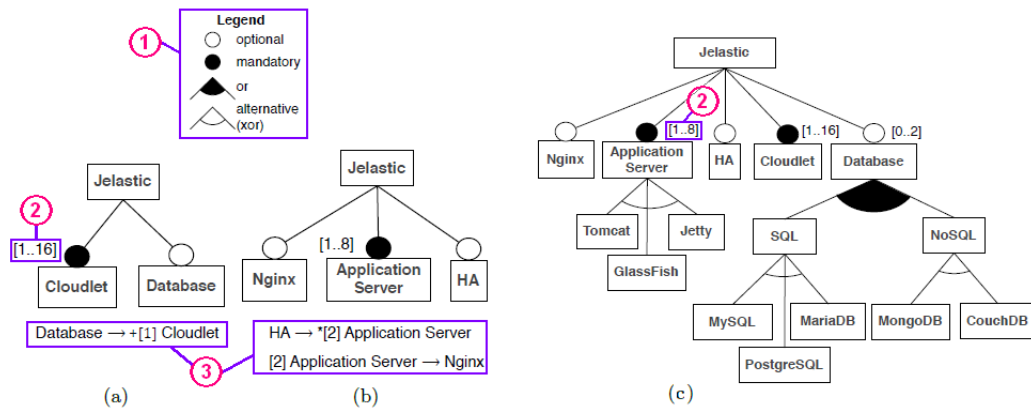 1
Legend
optional
mandatory
or
alternative
(xor)
Jelastic
2
[1..16]
Cloudlet
Database
Database → +[1] Cloudlet
(a)
Jelastic
[1..8]
Nginx
Application
Server
HA
HA → *[2] Application Server
[2] Application Server → Nginx
3
(b)
Jelastic
2
[1..8]
[1..16]
[0..2]
Nginx
Application
Server
HA
Cloudlet
Database
Tomcat
Jetty
GlassFish
SQL
NoSQL
MySQL
MariaDB
MongoDB
CouchDB
PostgreSQL
(c)